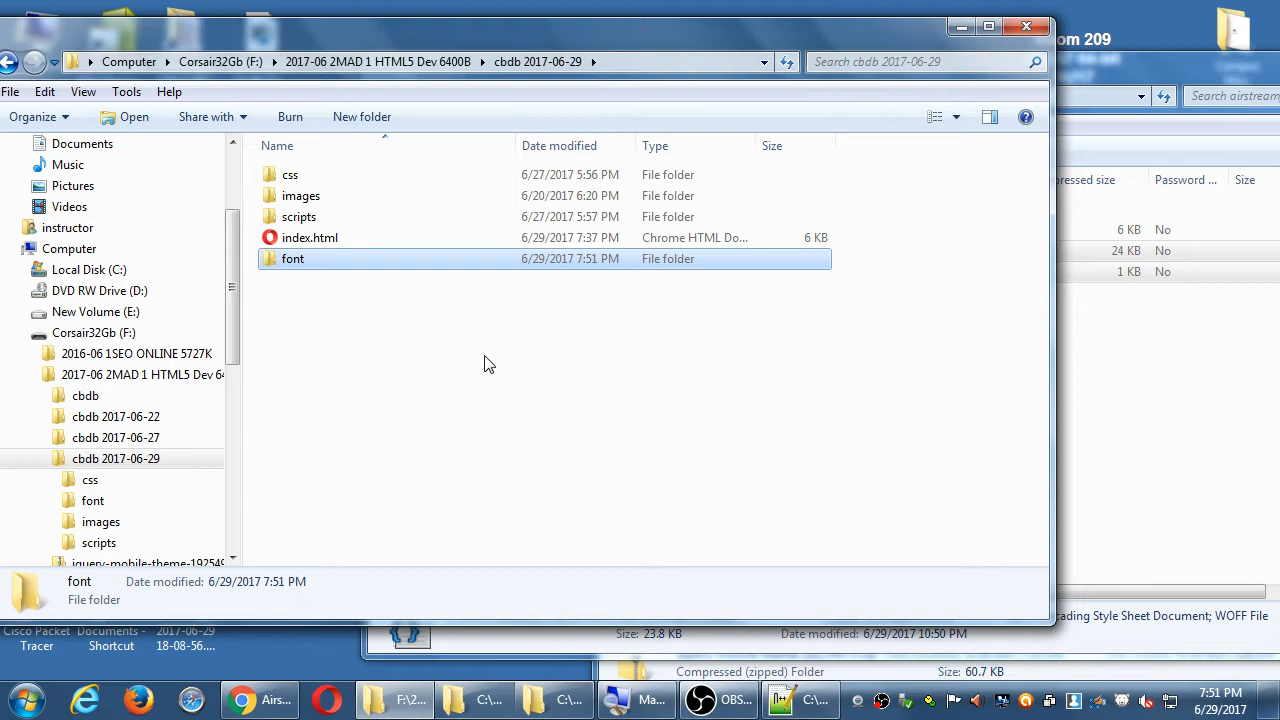 om 209
Computer
Corsair32Gb (F:)
2017-06 2MAD 1 HTML5 Dev 6400B
cbdb 2017-06-29
Search cbdb 2017-06-29
File Edit View Tools Help
Search airstream
Organize Open Share with Burn New folder
Name Date modified Type Size
pressed size Password ... Size
Documents
Music
Pictures
Videos
instructor
Computer
Local Disk (C:)
DVD RW Drive (D:)
New Volume (E:)
Corsair32Gb (F:)
2016-06 1SEO ONLINE 5727K
2017-06 2MAD 1 HTML5 Dev 64
cbdb
cbdb 2017-06-22
cbdb 2017-06-27
cbdb 2017-06-29
css
font
images
scripts
jquery-mobile-theme-192549
css 6/27/2017 5:56 PM File folder
images 6/20/2017 6:20 PM File folder
scripts 6/27/2017 5:57 PM File folder
index.html 6/29/2017 7:37 PM Chrome HTML Do... 6 KB
font 6/29/2017 7:51 PM File folder
6 KB No
24 KB No
1 KB No
font Date modified: 6/29/2017 7:51 PM
File folder
cading Style Sheet Document; WOFF File
Cisco Packet Tracer
Documents - Shortcut
2017-06-29 18-08-56....
Size: 23.8 KB Date modified: 6/29/2017 10:50 PM
Compressed (zipped) Folder Size: 60.7 KB
Airs...
F:\2...
C:\...
C:\...
Ma...
OBS...
C:\...
7:51 PM
6/29/2017